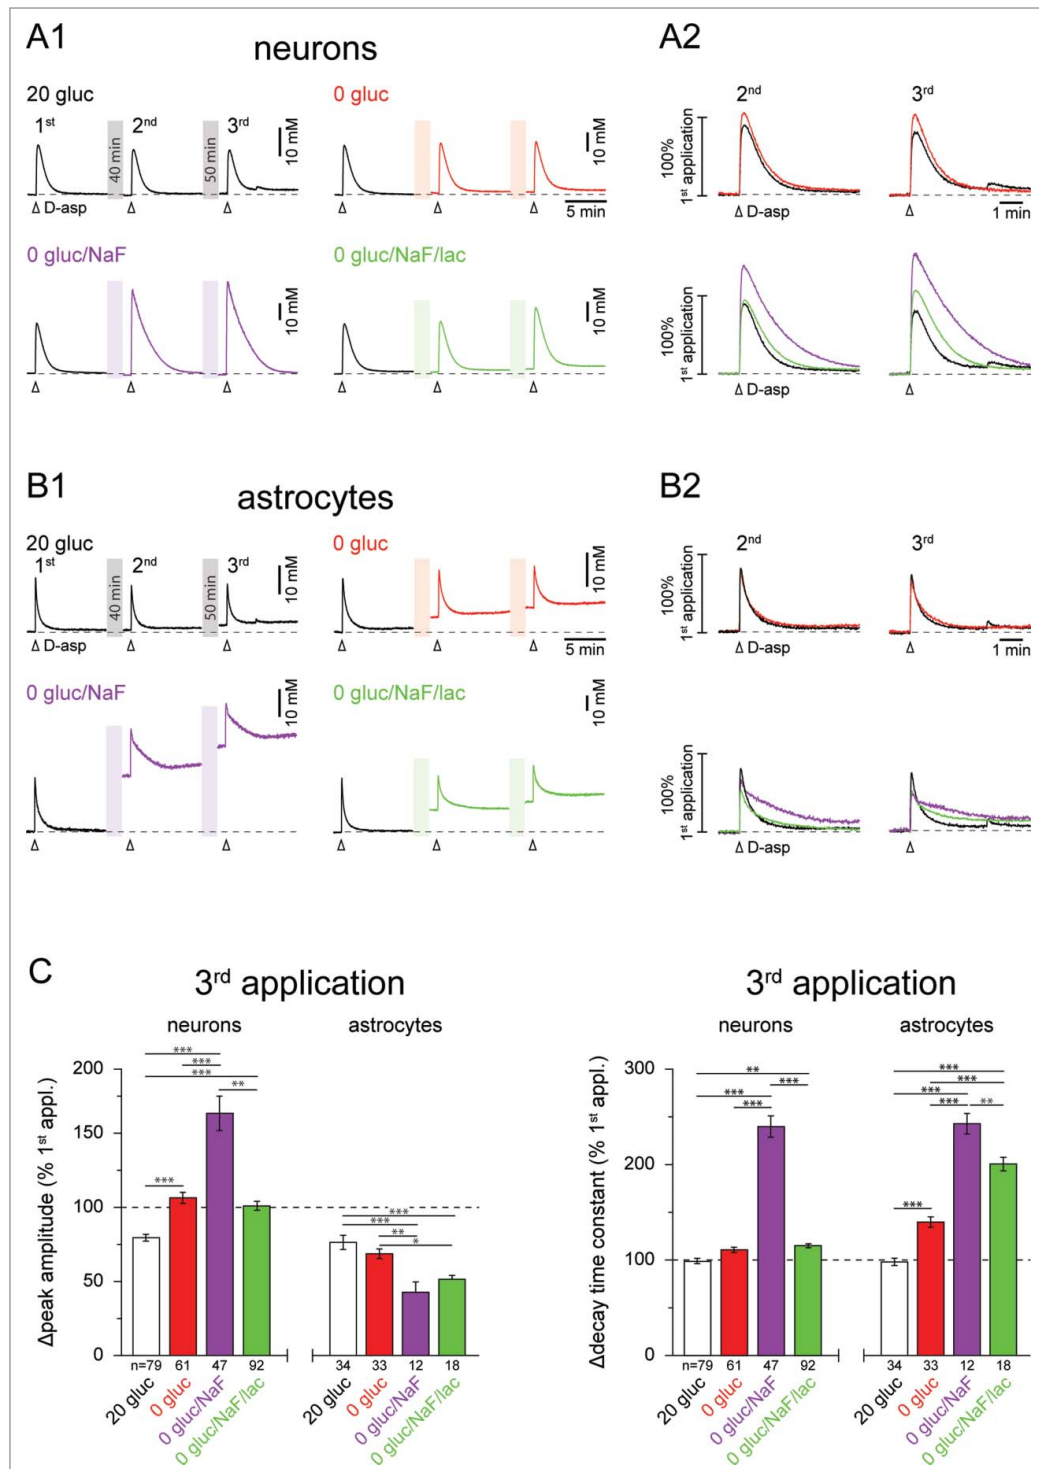 A1
neurons
A2
20 gluc
0 gluc
1st
40 min
2nd
50 min
3rd
10 mM
10 mM
Δ D-asp
Δ
Δ
Δ
Δ
Δ
5 min
2nd
3rd
100%
1st application
Δ D-asp
Δ
1 min
0 gluc/NaF
0 gluc/NaF/lac
10 mM
10 mM
Δ
Δ
Δ
Δ
Δ
Δ
100%
1st application
Δ D-asp
Δ
B1
astrocytes
B2
20 gluc
0 gluc
1st
40 min
2nd
50 min
3rd
10 mM
10 mM
Δ D-asp
Δ
Δ
Δ
Δ
Δ
5 min
2nd
3rd
100%
1st application
Δ D-asp
Δ
1 min
0 gluc/NaF
0 gluc/NaF/lac
10 mM
10 mM
Δ
Δ
Δ
Δ
Δ
Δ
100%
1st application
Δ D-asp
Δ
C
3rd application
neurons
astrocytes
Δpeak amplitude (% 1st appl.)
200
150
100
50
0
***
***
***
**
***
***
***
**
*
n=79
61
47
92
34
33
12
18
20 gluc
0 gluc
0 gluc/NaF
0 gluc/NaF/lac
20 gluc
0 gluc
0 gluc/NaF
0 gluc/NaF/lac
3rd application
neurons
astrocytes
Δdecay time constant (% 1st appl.)
300
200
100
0
**
***
***
***
***
***
***
***
**
***
n=79
61
47
92
34
33
12
18
20 gluc
0 gluc
0 gluc/NaF
0 gluc/NaF/lac
20 gluc
0 gluc
0 gluc/NaF
0 gluc/NaF/lac